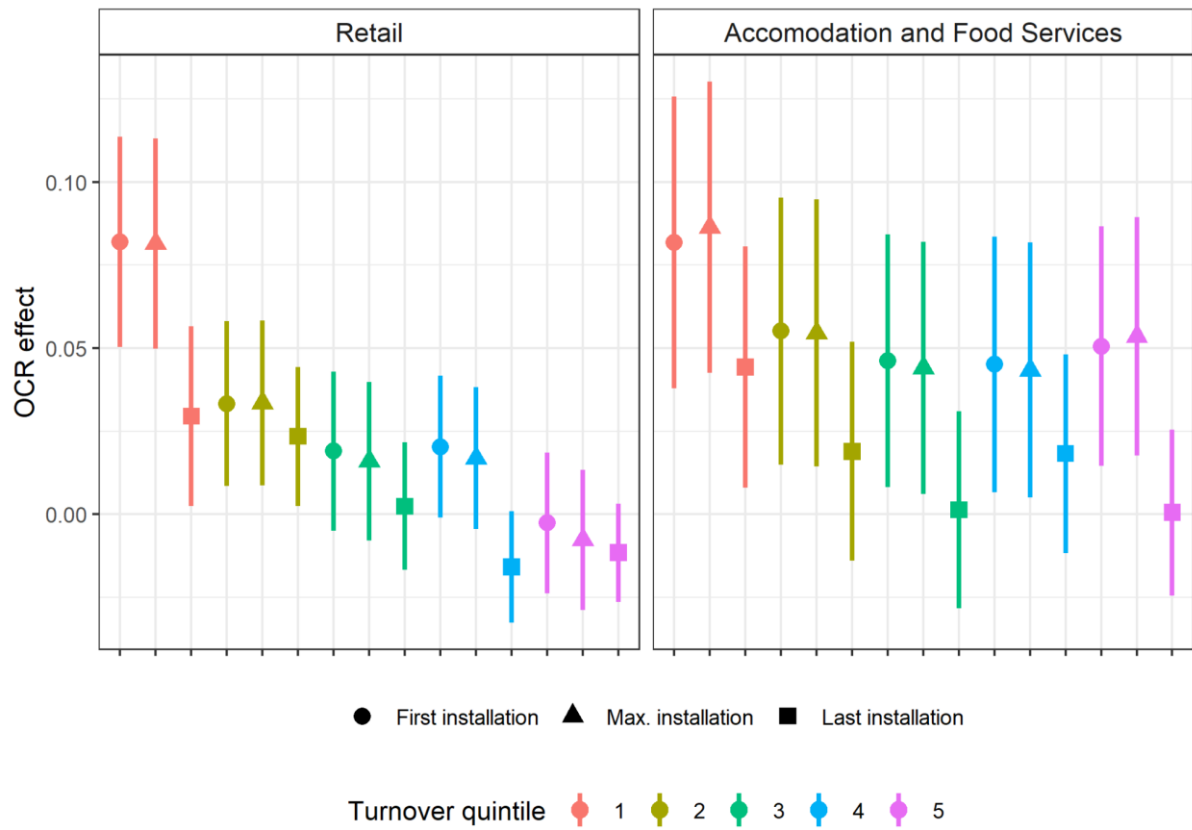 Retail
Accomodation and Food Services
OCR effect
0.10
0.05
0.00
First installation
Max. installation
Last installation
Turnover quintile
1
2
3
4
5